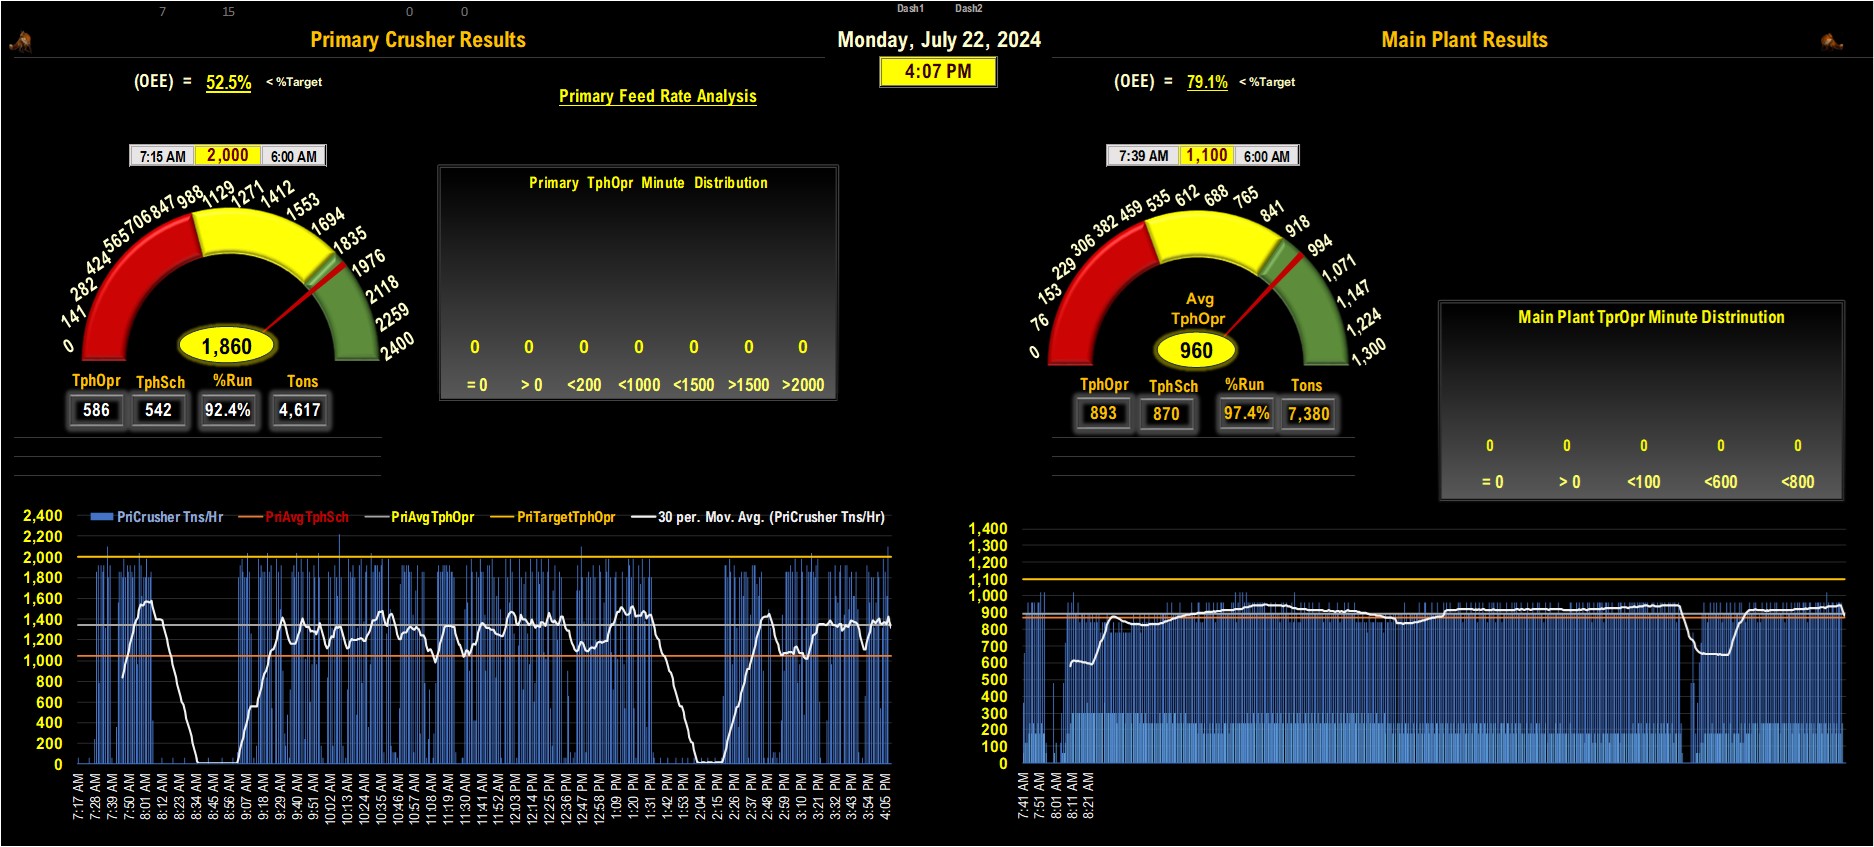 7 15 0 0 Dash1 Dash2
Primary Crusher Results
Monday, July 22, 2024
4:07 PM
Main Plant Results
(OEE) = 52.5% < %Target
Primary Feed Rate Analysis
(OEE) = 79.1% < %Target
7:15 AM 2,000 6:00 AM
0
141
282
424
565
706
847
988
1129
1271
1412
1553
1694
1835
1976
2118
2259
2400
1,860
TphOpr TphSch %Run Tons
586 542 92.4% 4,617
Primary TphOpr Minute Distribution
0 0 0 0 0 0 0
= 0 > 0 <200 <1000 <1500 >1500 >2000
7:39 AM 1,100 6:00 AM
0
76
153
229
306
382
459
535
612
688
765
841
918
994
1,071
1,147
1,224
1,300
Avg
TphOpr
960
TphOpr TphSch %Run Tons
893 870 97.4% 7,380
Main Plant TprOpr Minute Distrinution
0 0 0 0 0
= 0 > 0 <100 <600 <800
PriCrusher Tns/Hr PriAvgTphSch PriAvgTphOpr PriTargetTphOpr 30 per. Mov. Avg. (PriCrusher Tns/Hr)
2,400
2,200
2,000
1,800
1,600
1,400
1,200
1,000
800
600
400
200
0
7:17 AM
7:28 AM
7:39 AM
7:50 AM
8:01 AM
8:12 AM
8:23 AM
8:34 AM
8:45 AM
8:56 AM
9:07 AM
9:18 AM
9:29 AM
9:40 AM
9:51 AM
10:02 AM
10:13 AM
10:24 AM
10:35 AM
10:46 AM
10:57 AM
11:08 AM
11:19 AM
11:30 AM
11:41 AM
11:52 AM
12:03 PM
12:14 PM
12:25 PM
12:36 PM
12:47 PM
12:58 PM
1:09 PM
1:20 PM
1:31 PM
1:42 PM
1:53 PM
2:04 PM
2:15 PM
2:26 PM
2:37 PM
2:48 PM
2:59 PM
3:10 PM
3:21 PM
3:32 PM
3:43 PM
3:54 PM
4:05 PM
1,400
1,300
1,200
1,100
1,000
900
800
700
600
500
400
300
200
100
0
7:41 AM
7:51 AM
8:01 AM
8:11 AM
8:21 AM